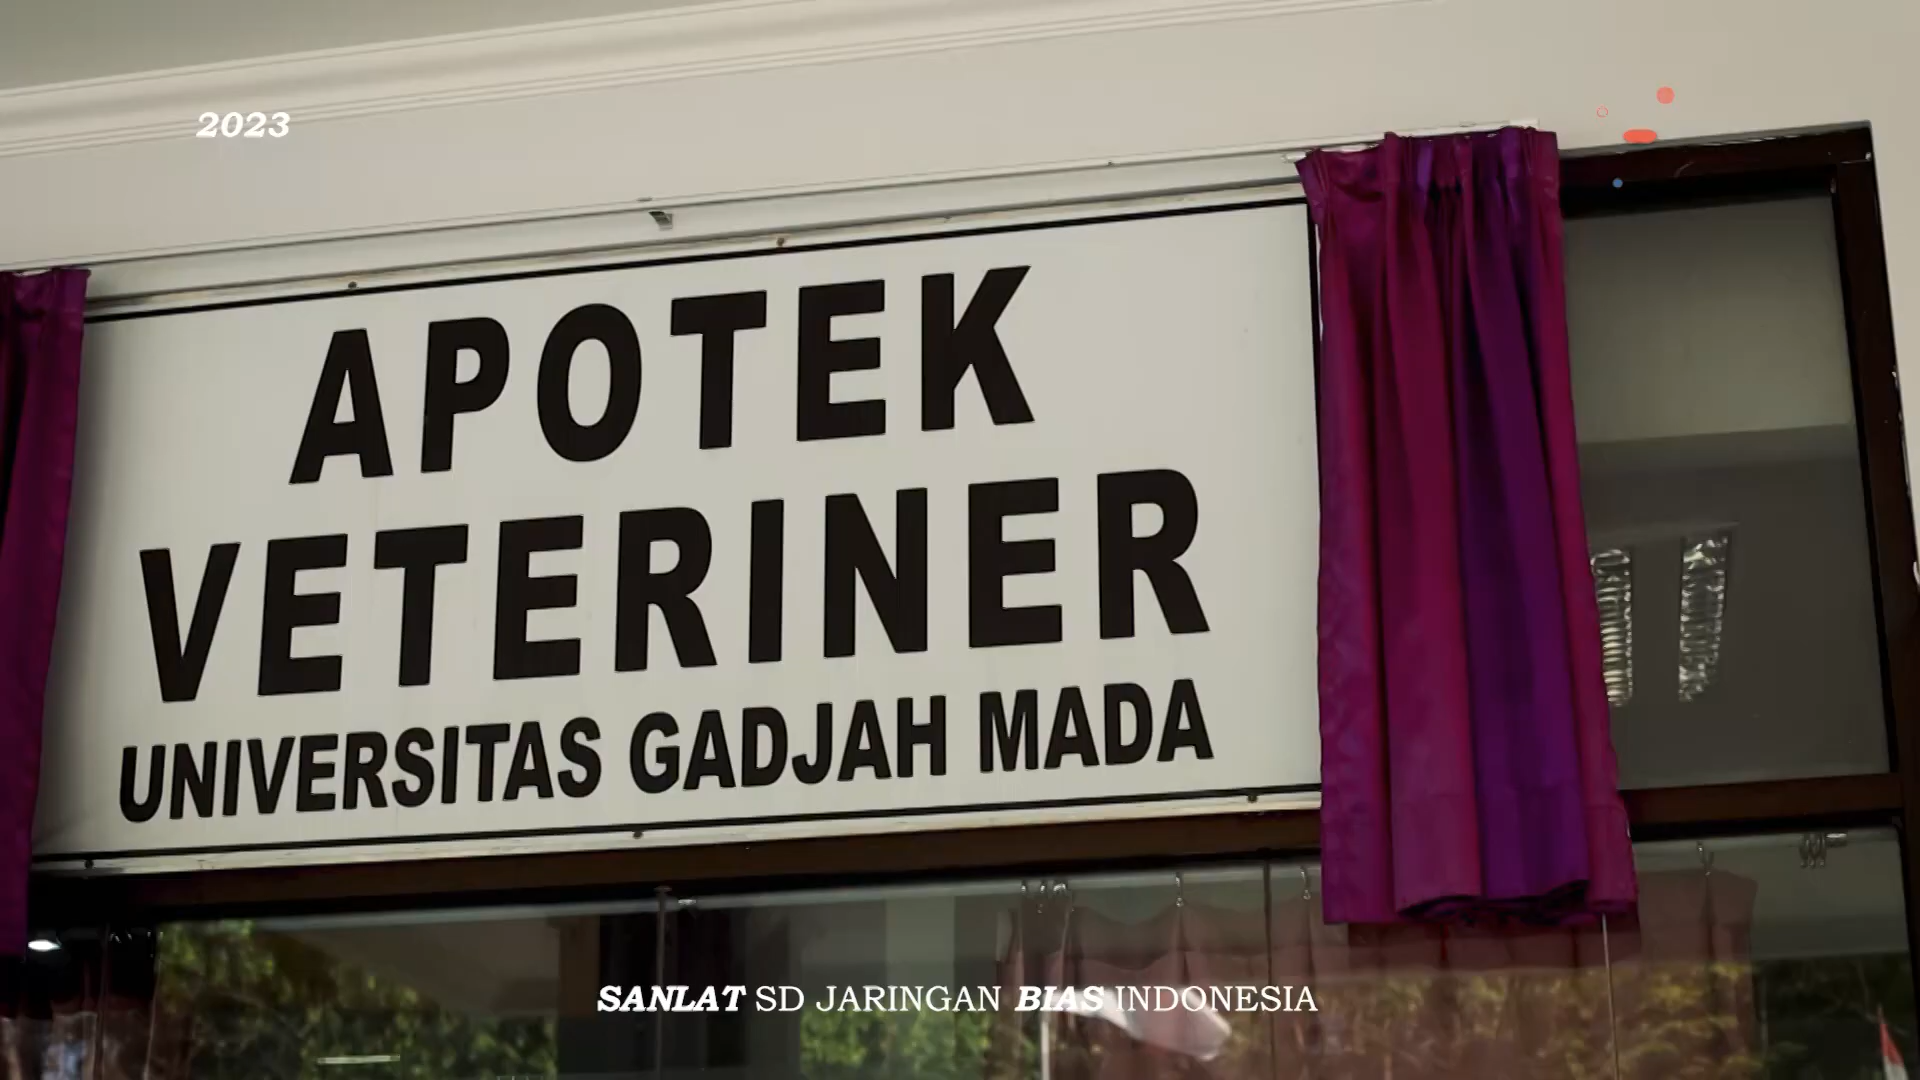 2023
APOTEK
VETERINER
UNIVERSITAS GADJAH MADA
SANLAT SD JARINGAN BIAS INDONESIA